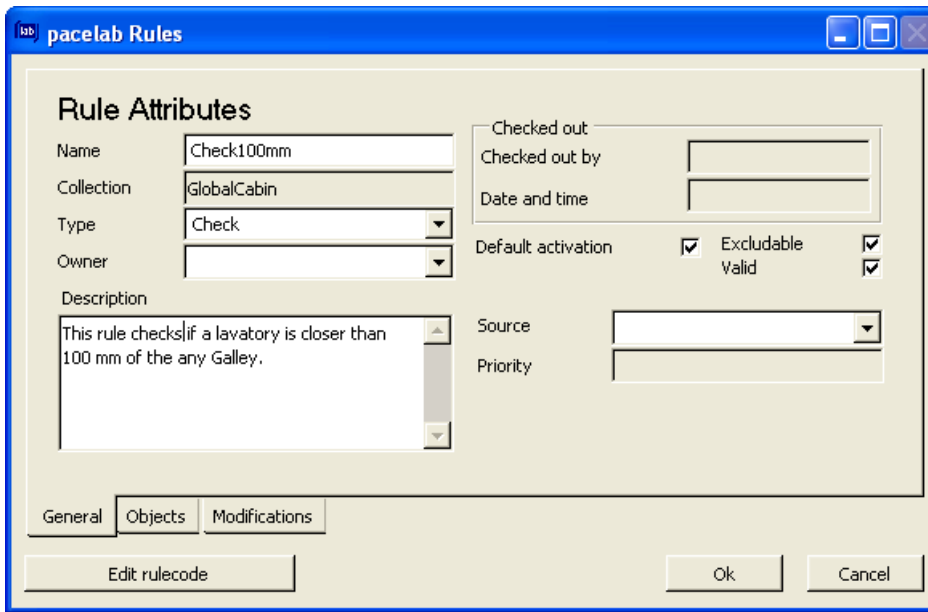 lab pacelab Rules
Rule Attributes
Name Check100mm
Collection GlobalCabin
Type Check
Owner
Description
This rule checks if a lavatory is closer than
100 mm of the any Galley.
Checked out
Checked out by
Date and time
Default activation Excludable
Valid
Source
Priority
General Objects Modifications
Edit rulecode Ok Cancel